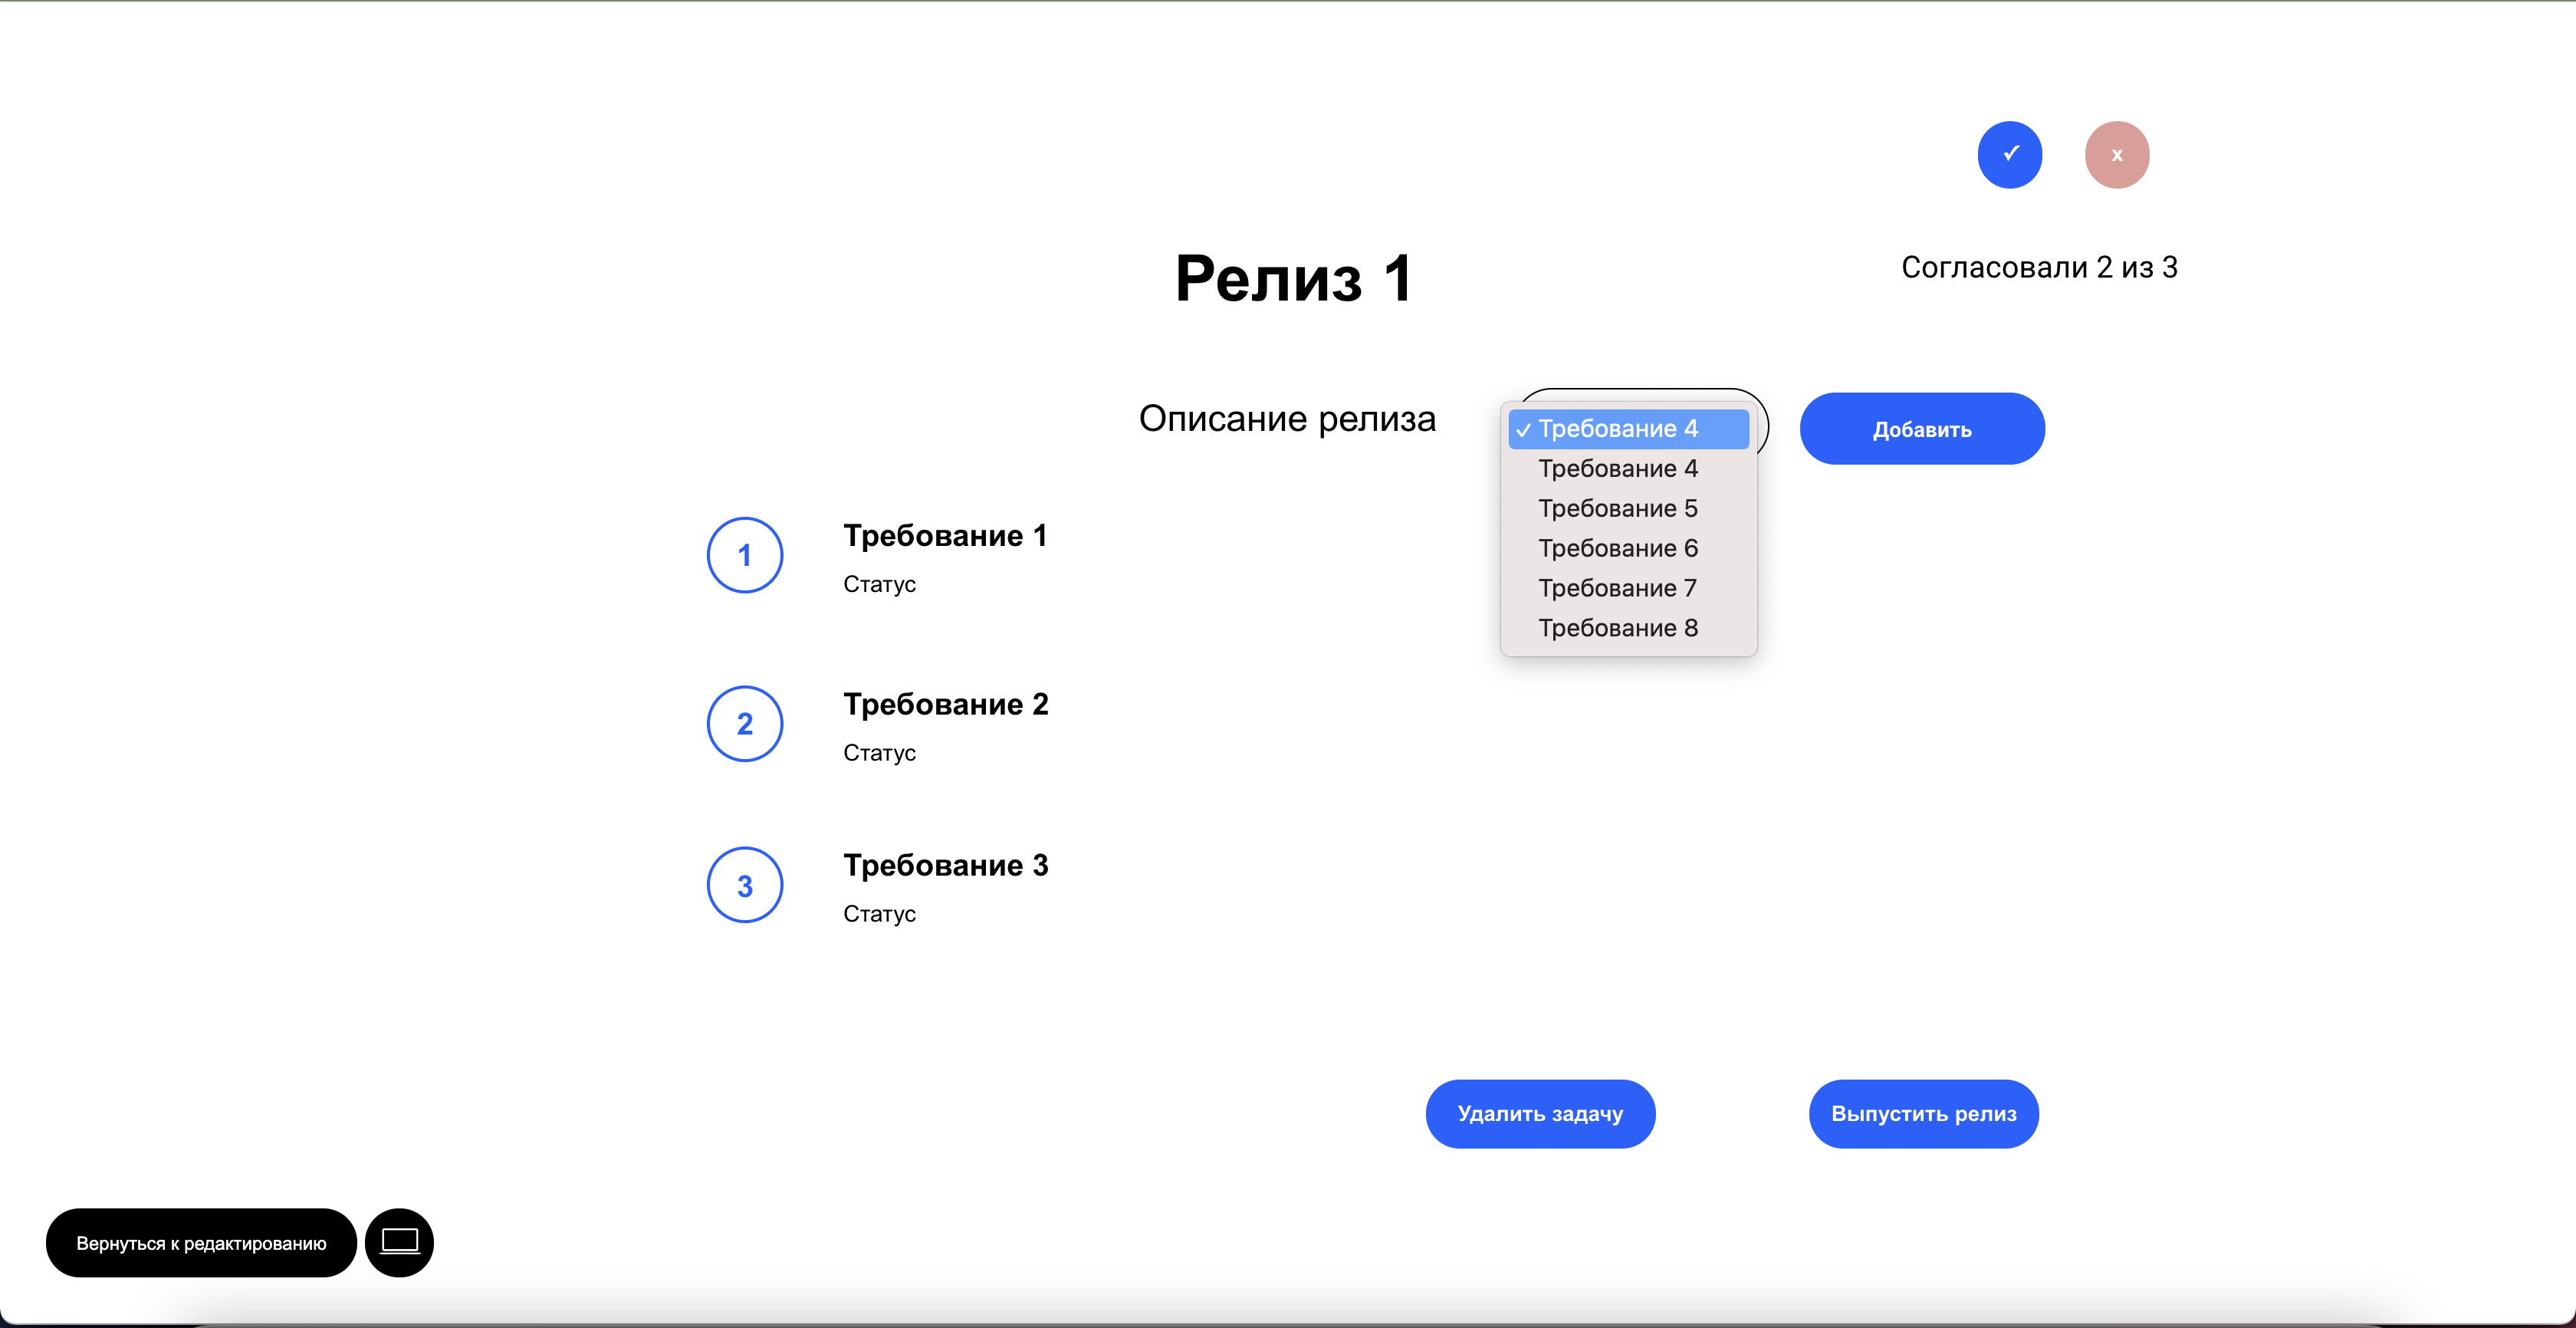 ✓ x
Релиз 1
Согласовали 2 из 3
Описание релиза
✓ Требование 4
Требование 4
Требование 5
Требование 6
Требование 7
Требование 8
Добавить
1
Требование 1
Статус
2
Требование 2
Статус
3
Требование 3
Статус
Удалить задачу
Выпустить релиз
Вернуться к редактированию